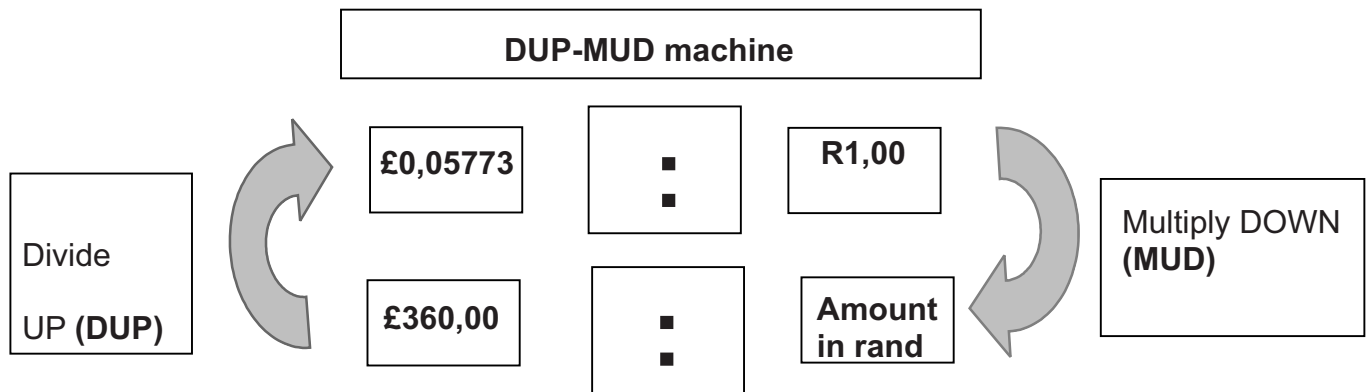 DUP-MUD machine
£0,05773
:
R1,00
Divide
UP (DUP)
Multiply DOWN
(MUD)
£360,00
:
Amount
in rand